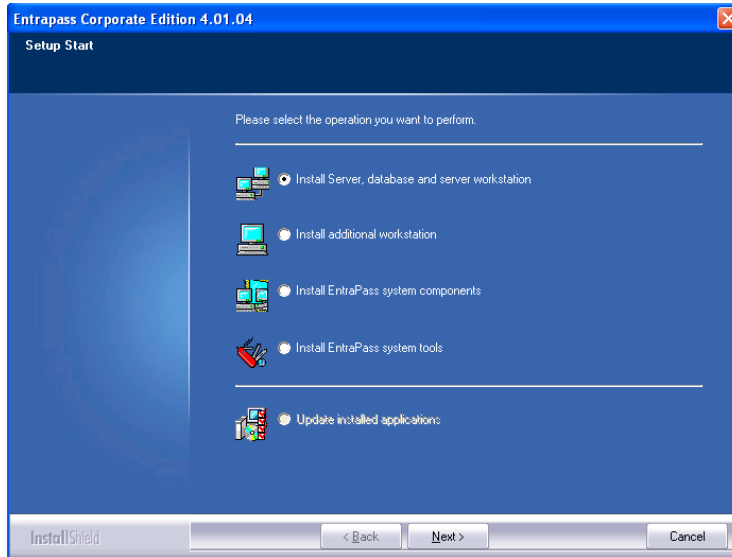 Entrapass Corporate Edition 4.01.04
Setup Start
Please select the operation you want to perform.
Install Server, database and server workstation
Install additional workstation
Install EntraPass system components
Install EntraPass system tools
Update installed applications
InstallShield
< Back Next > Cancel